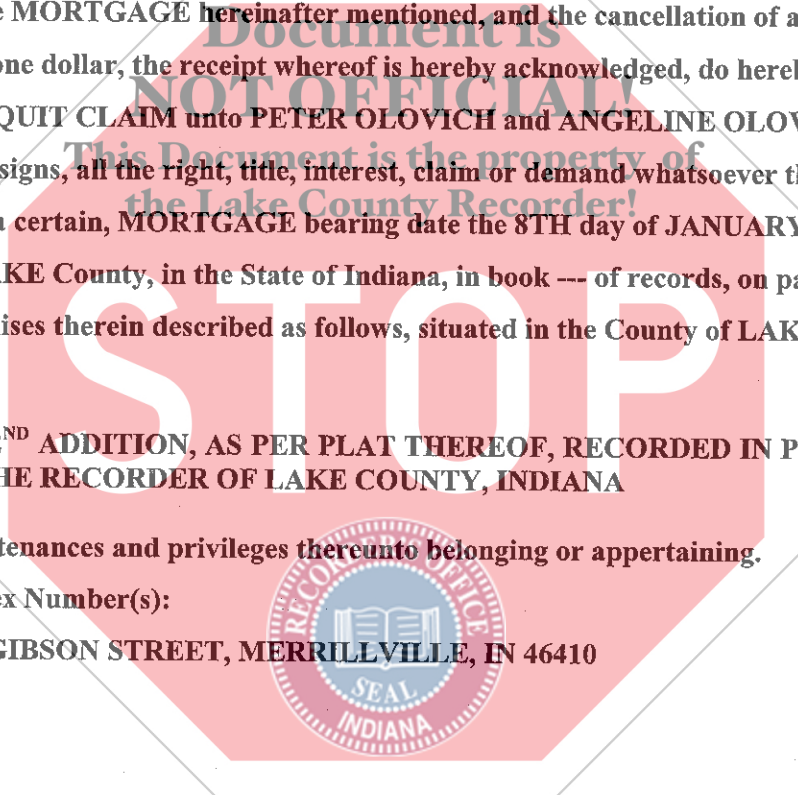 e MORTGAGE hereinafter mentioned, and the cancellation of a
Document is
one dollar, the receipt whereof is hereby acknowledged, do hereb
NOT OFFICIAL!
QUIT CLAIM unto PETER OLOVICH and ANGELINE OLOV
This Document is the property of
signs, all the right, title, interest, claim or demand whatsoever th
the Lake County Recorder!
a certain, MORTGAGE bearing date the 8TH day of JANUARY
AKE County, in the State of Indiana, in book --- of records, on pa
ises therein described as follows, situated in the County of LAK
STOP
2ND ADDITION, AS PER PLAT THEREOF, RECORDED IN P
HE RECORDER OF LAKE COUNTY, INDIANA
tenances and privileges thereunto belonging or appertaining.
ex Number(s):
GIBSON STREET, MERRILLVILLE, IN 46410
RECORDER'S OFFICE
SEAL
INDIANA